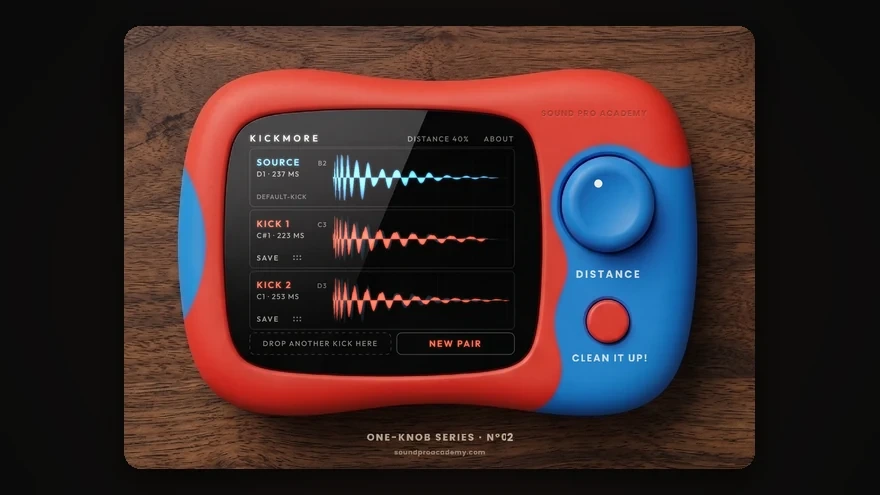 SOUND PRO ACADEMY
KICKMORE
DISTANCE 40% ABOUT
SOURCE
B2
D1 · 237 MS
DEFAULT-KICK
KICK 1
C3
C#1 · 223 MS
SAVE
KICK 2
D3
C1 · 253 MS
SAVE
DROP ANOTHER KICK HERE
NEW PAIR
DISTANCE
CLEAN IT UP!
ONE-KNOB SERIES · Nº02
soundproacademy.com